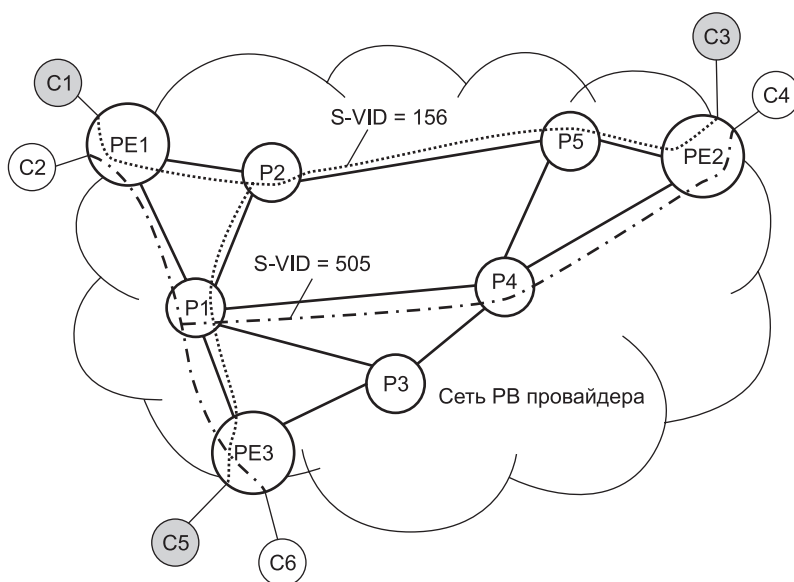 C3
C1
C4
S-VID = 156
PE1
P5
PE2
C2
P2
S-VID = 505
P4
P1
P3
Сеть PB провайдера
PE3
C5
C6